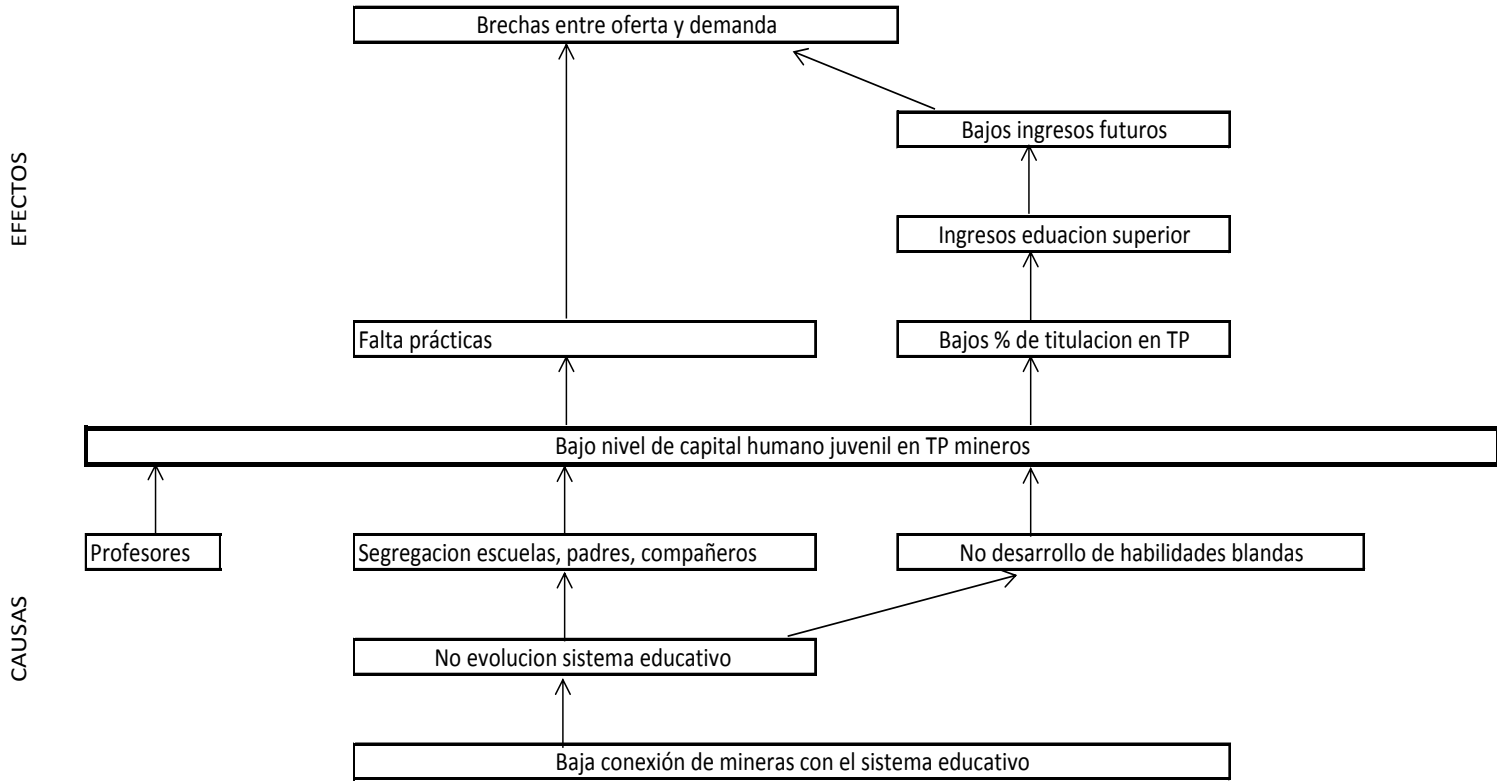 Brechas entre oferta y demanda
Bajos ingresos futuros
EFECTOS
Ingresos eduacion superior
Falta prácticas
Bajos % de titulacion en TP
Bajo nivel de capital humano juvenil en TP mineros
Profesores
Segregacion escuelas, padres, compañeros
No desarrollo de habilidades blandas
CAUSAS
No evolucion sistema educativo
Baja conexión de mineras con el sistema educativo